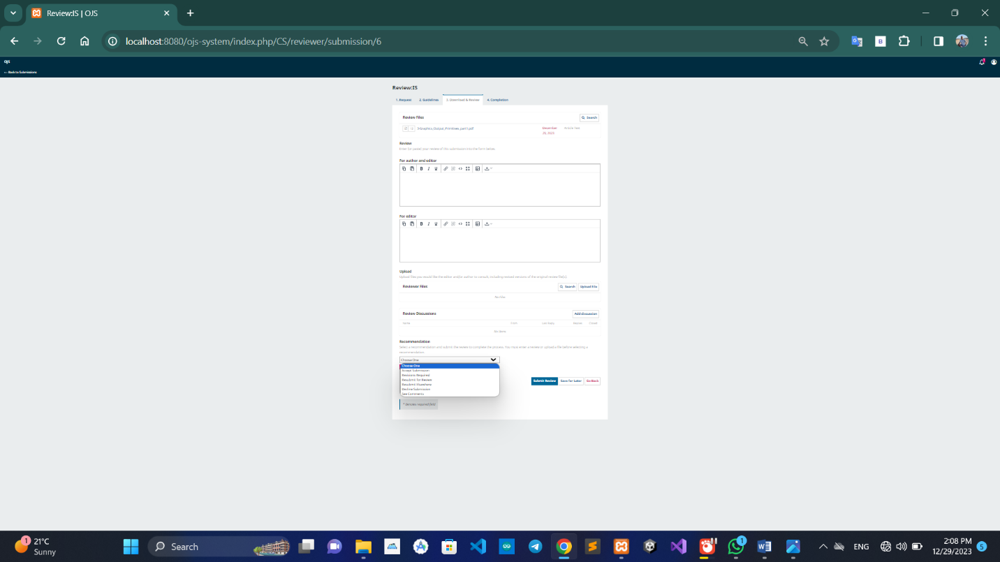 Review:IS | OJS
localhost:8080/ojs-system/index.php/CS/reviewer/submission/6
B
ojs
← Back to Submissions
Review:IS
1. Request 2. Guidelines 3. Download & Review 4. Completion
Review Files
Search
3-Graphics_Output_Primitives_part1.pdf
December 20, 2023
Article Text
Review
Enter (or paste) your review of this submission into the form below.
For author and editor
For editor
Upload
Upload files you would like the editor and/or author to consult, including revised versions of the original review file(s).
Reviewer Files
Search Upload File
No Files
Review Discussions
Add discussion
Name From Last Reply Replies Closed
No Items
Recommendation
Select a recommendation and submit the review to complete the process. You must enter a review or upload a file before selecting a
recommendation.
Choose One
Choose One
Accept Submission
Revisions Required
Resubmit for Review
Resubmit Elsewhere
Decline Submission
See Comments
Submit Review Save for Later Go Back
* Denotes required field
1
21°C
Sunny
Search
1
ENG
2:08 PM
12/29/2023
5